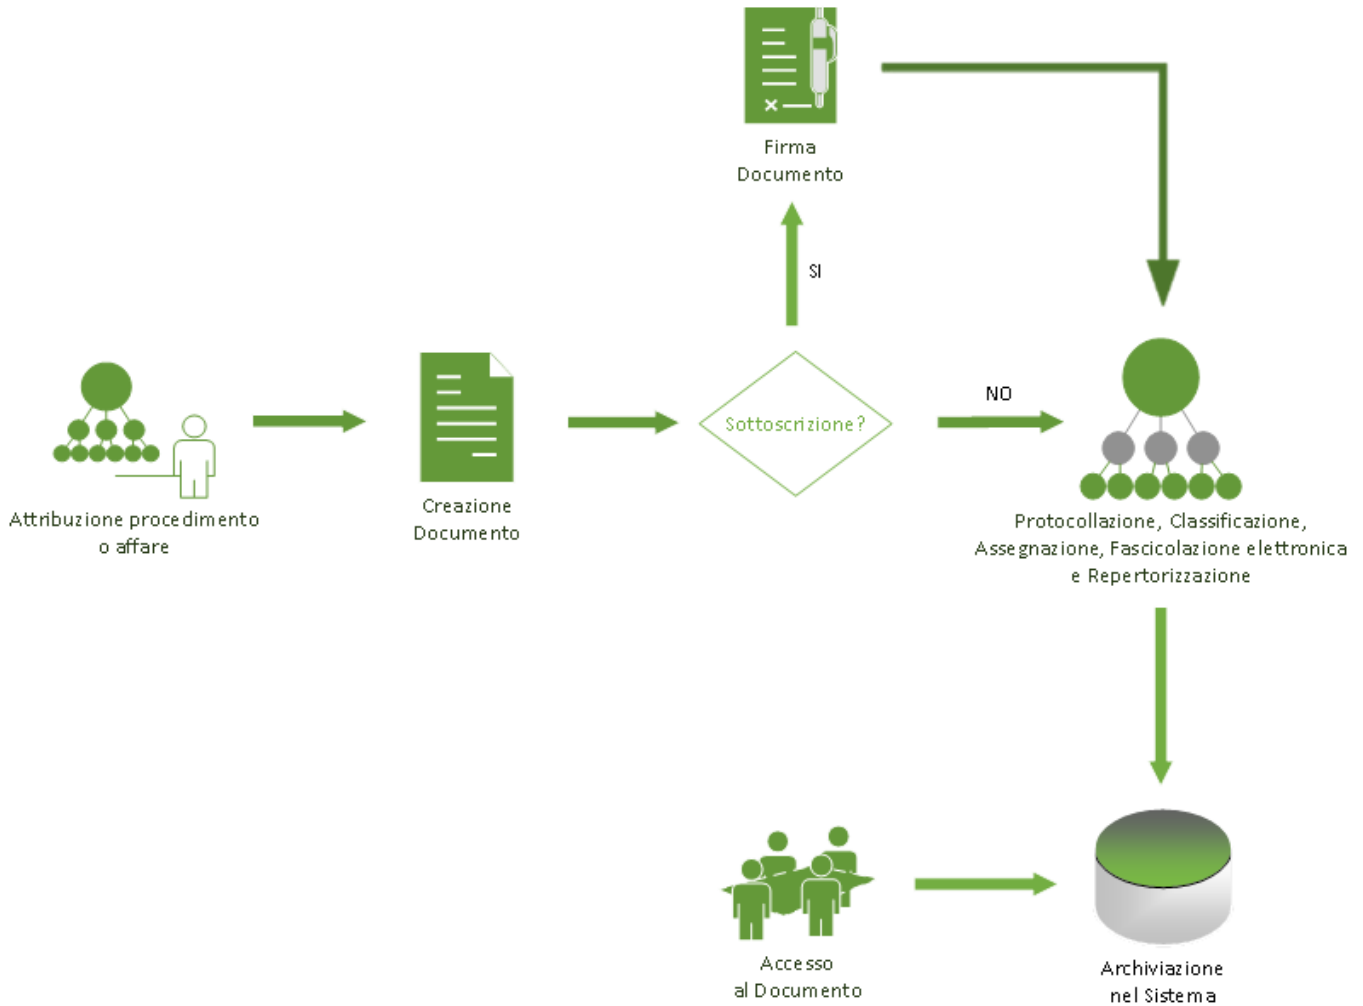 Firma
Documento
SI
Attribuzione procedimento
o affare
Creazione
Documento
Sottoscrizione?
NO
Protocollazione, Classificazione,
Assegnazione, Fascicolazione elettronica
e Repertorizzazione
Accesso
al Documento
Archiviazione
nel Sistema